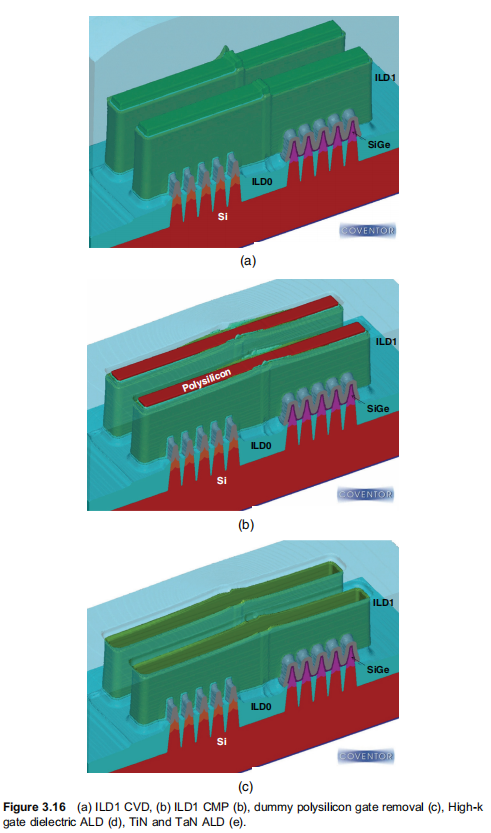 ILD1
SiGe
ILD0
Si
COVENTOR
(a)
ILD1
Polysilicon
SiGe
ILD0
Si
COVENTOR
(b)
ILD1
SiGe
ILD0
Si
COVENTOR
(c)
Figure 3.16 (a) ILD1 CVD, (b) ILD1 CMP (b), dummy polysilicon gate removal (c), High-k
gate dielectric ALD (d), TiN and TaN ALD (e).